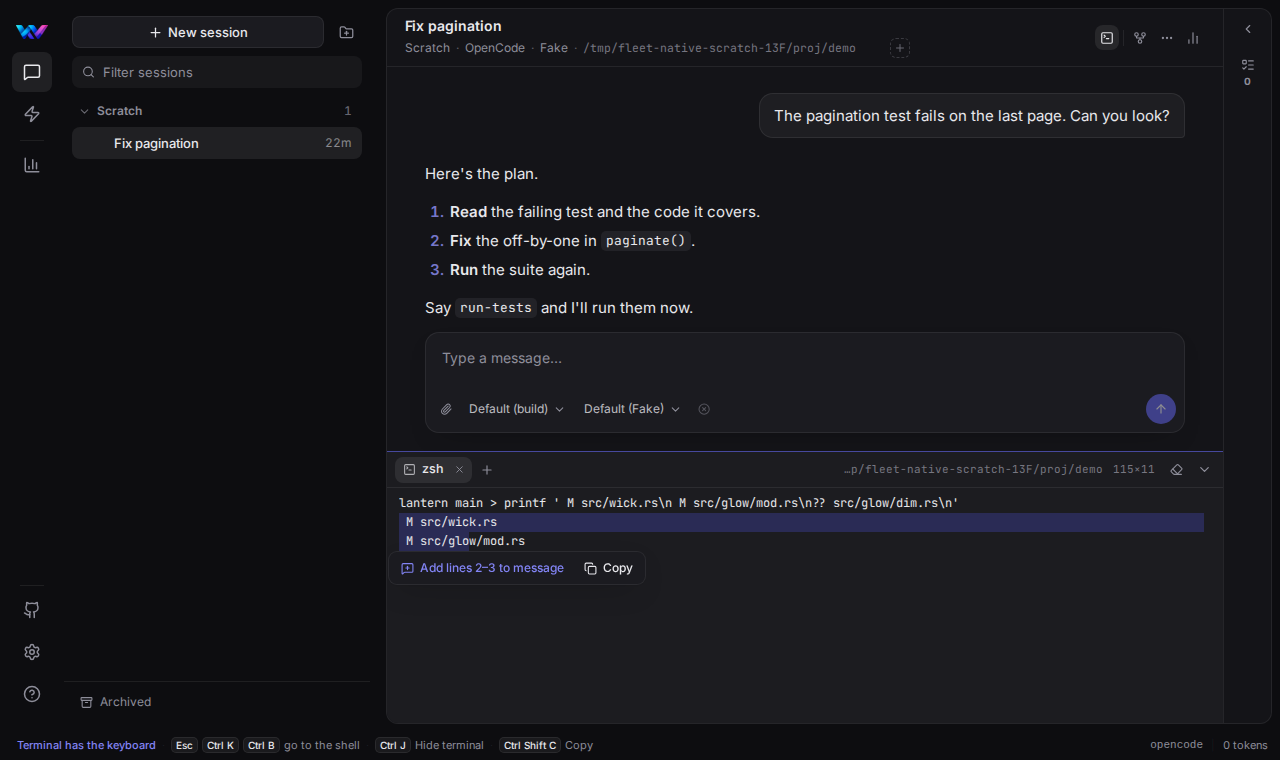 New session
Filter sessions
Scratch 1
Fix pagination 22m
Archived
Fix pagination
Scratch · OpenCode · Fake · /tmp/fleet-native-scratch-13F/proj/demo
0
The pagination test fails on the last page. Can you look?
Here's the plan.
1. Read the failing test and the code it covers.
2. Fix the off-by-one in paginate().
3. Run the suite again.
Say run-tests and I'll run them now.
Type a message...
Default (build) Default (Fake)
zsh …p/fleet-native-scratch-13F/proj/demo 115×11
lantern main > printf ' M src/wick.rs\n M src/glow/mod.rs\n?? src/glow/dim.rs\n'
M src/wick.rs
M src/glow/mod.rs
Add lines 2–3 to message Copy
Terminal has the keyboard Esc Ctrl K Ctrl B go to the shell Ctrl J Hide terminal Ctrl Shift C Copy opencode 0 tokens